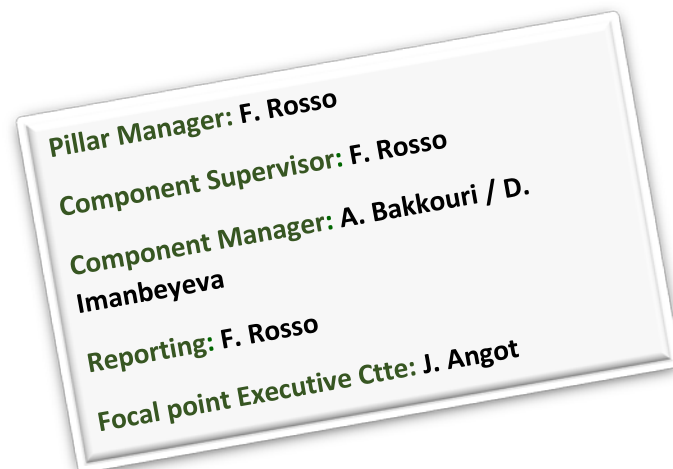 Pillar Manager: F. Rosso
Component Supervisor: F. Rosso
Component Manager: A. Bakkouri / D.
Imanbeyeva
Reporting: F. Rosso
Focal point Executive Ctte: J. Angot